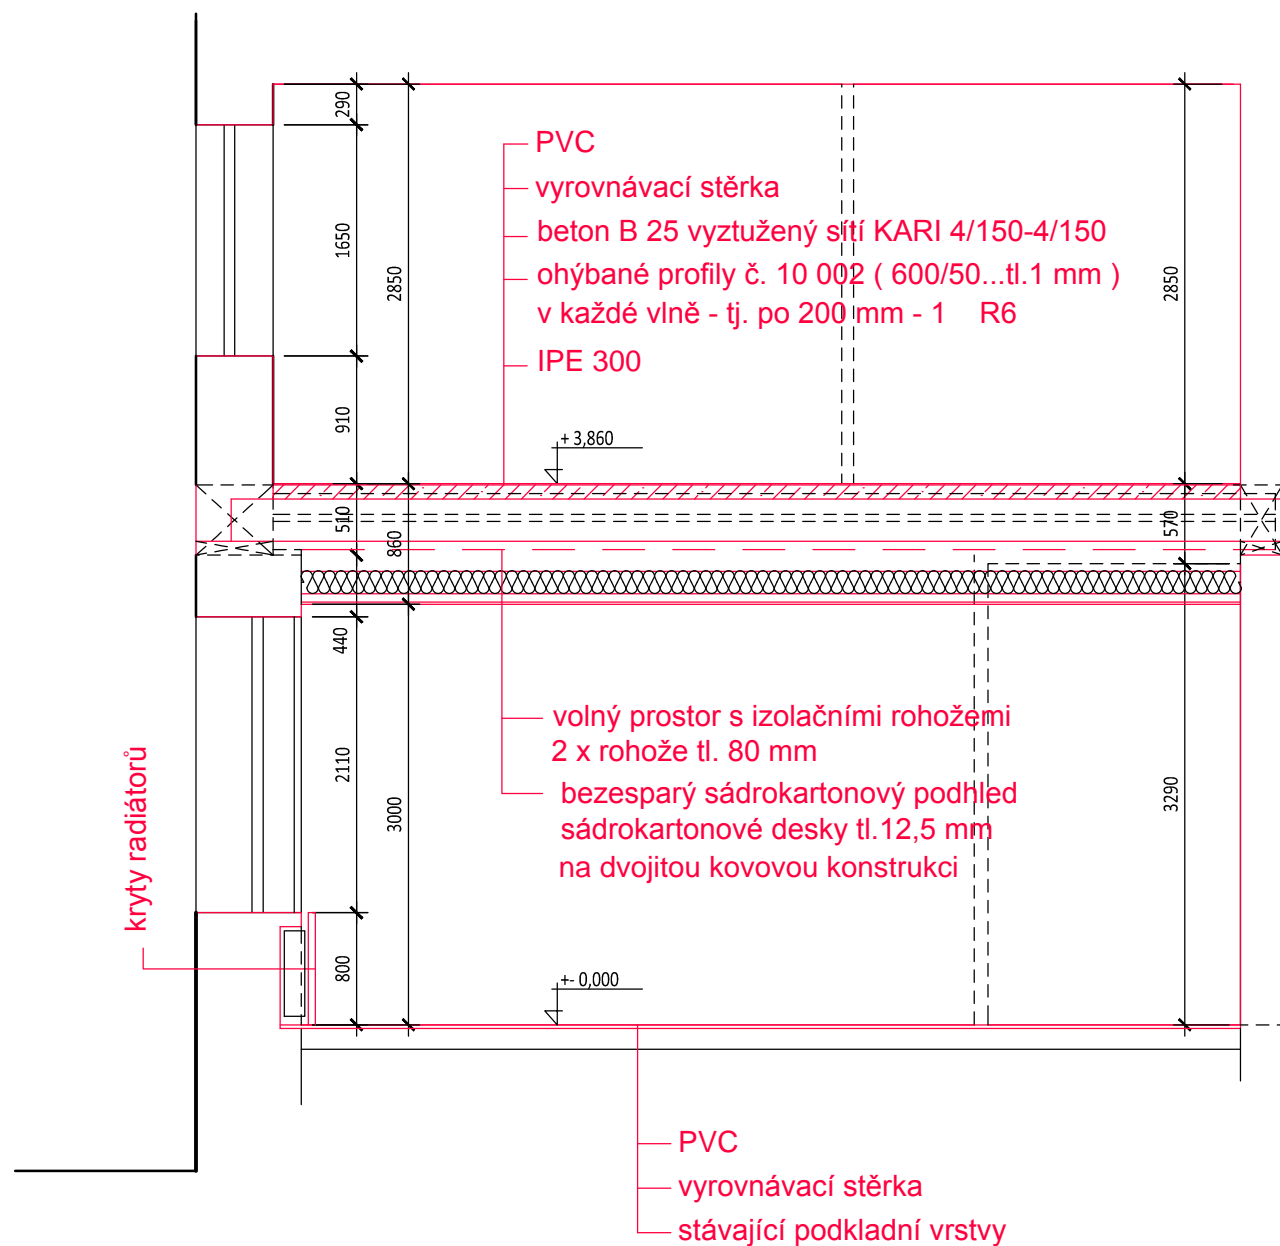 290
1650
910
510
440
2110
800
2850
860
3000
2850
570
3290
PVC
vyrovnávací stěrka
beton B 25 vyztužený sítí KARI 4/150-4/150
ohýbané profily č. 10 002 ( 600/50...tl.1 mm )
v každé vlně - tj. po 200 mm - 1 R6
IPE 300
+ 3,860
volný prostor s izolačními rohožemi
2 x rohože tl. 80 mm
bezesparý sádrokartonový podhled
sádrokartonové desky tl.12,5 mm
na dvojitou kovovou konstrukci
kryty radiátorů
+- 0,000
PVC
vyrovnávací stěrka
stávající podkladní vrstvy